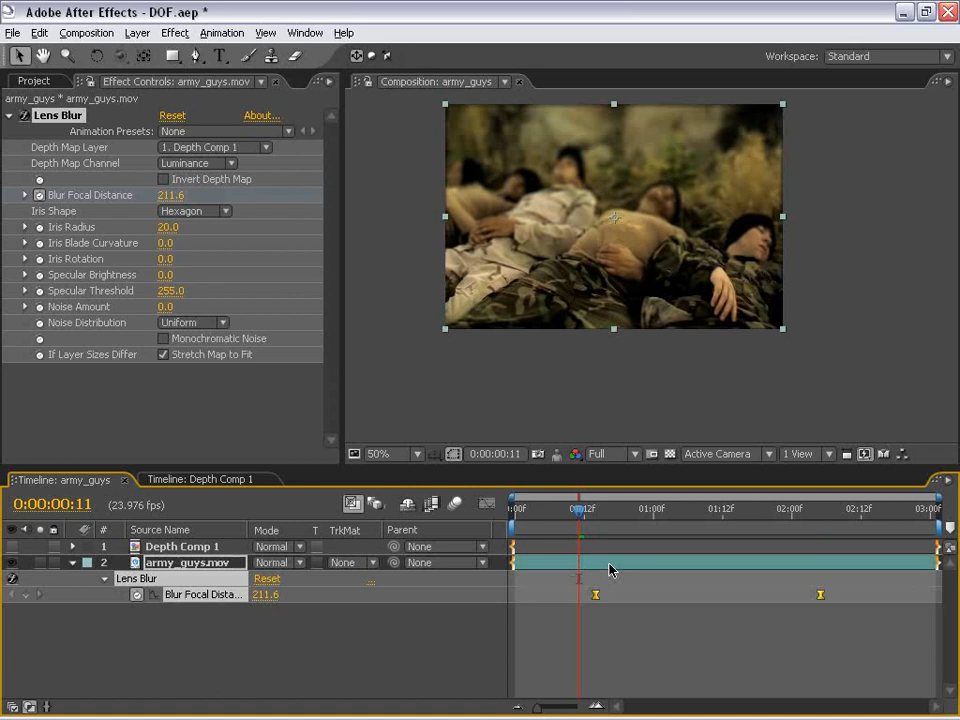 Adobe After Effects - DOF.aep *
File Edit Composition Layer Effect Animation View Window Help
Workspace: Standard
Project Effect Controls: army_guys.mov
Composition: army_guys
army_guys * army_guys.mov
Lens Blur Reset About...
Animation Presets: None
Depth Map Layer 1. Depth Comp 1
Depth Map Channel Luminance
Invert Depth Map
Blur Focal Distance 211.6
Iris Shape Hexagon
Iris Radius 20.0
Iris Blade Curvature 0.0
Iris Rotation 0.0
Specular Brightness 0.0
Specular Threshold 255.0
Noise Amount 0.0
Noise Distribution Uniform
Monochromatic Noise
If Layer Sizes Differ Stretch Map to Fit
50% 0:00:00:11 Full Active Camera 1 View
Timeline: army_guys Timeline: Depth Comp 1
0:00:00:11 (23.976 fps)
:00F 00:12F 01:00F 01:12F 02:00F 02:12F 03:00F
# Source Name Mode T TrkMat Parent
1 Depth Comp 1 Normal None
2 army_guys.mov Normal None None
Lens Blur Reset ...
Blur Focal Dista... 211.6